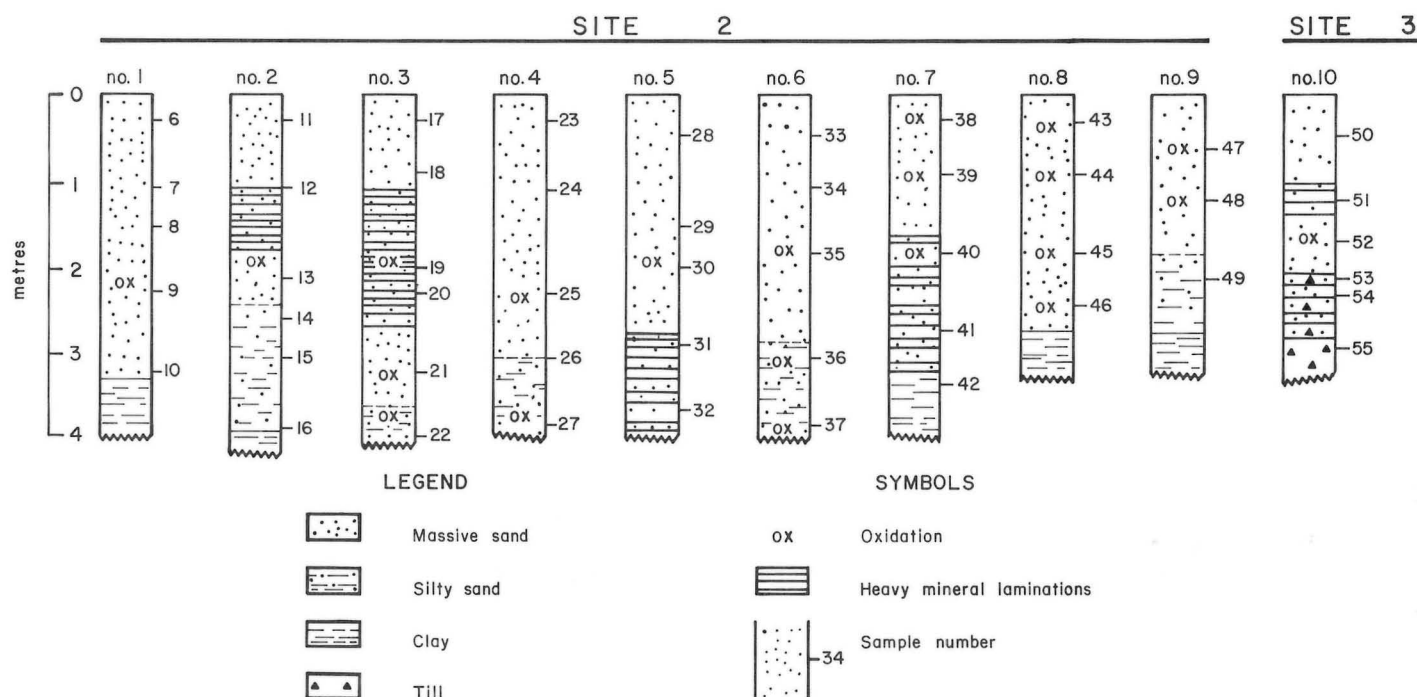 SITE 2
SITE 3
no. 1 no. 2 no. 3 no. 4 no. 5 no. 6 no. 7 no. 8 no. 9 no. 10
metres
0
1
2
3
4
6
7
8
OX
9
10
11
12
OX
13
14
15
16
17
18
OX
19
20
OX
21
OX
22
23
24
OX
25
26
OX
27
28
29
OX
30
31
32
33
34
OX
35
OX
36
OX
37
OX
38
OX
39
OX
40
41
42
OX
43
OX
44
OX
45
OX
46
OX
47
OX
48
49
50
51
OX
52
53
54
55
LEGEND
Massive sand
Silty sand
Clay
Till
SYMBOLS
OX Oxidation
Heavy mineral laminations
34 Sample number